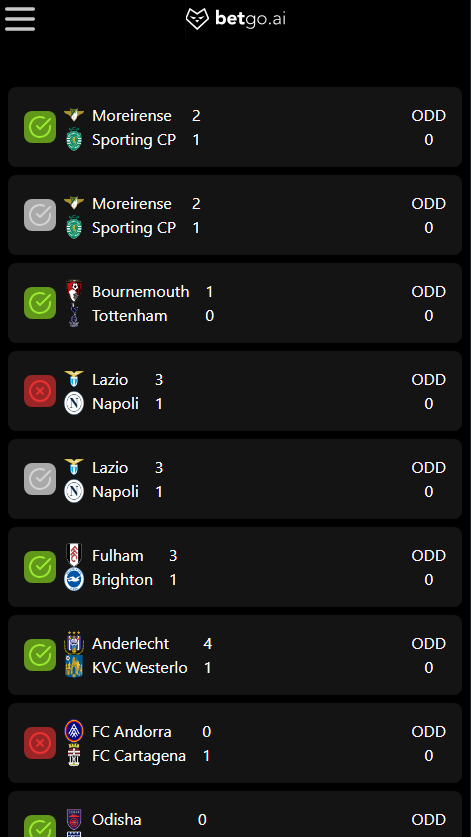 betgo.ai
Moreirense 2 ODD
Sporting CP 1 0
Moreirense 2 ODD
Sporting CP 1 0
Bournemouth 1 ODD
Tottenham 0 0
Lazio 3 ODD
Napoli 1 0
Lazio 3 ODD
Napoli 1 0
Fulham 3 ODD
Brighton 1 0
Anderlecht 4 ODD
KVC Westerlo 1 0
FC Andorra 0 ODD
FC Cartagena 1 0
Odisha 0 ODD